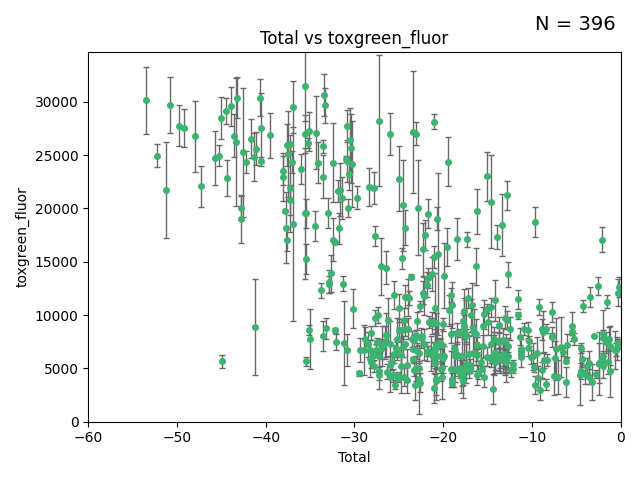 N = 396
Total vs toxgreen_fluor
30000
25000
20000
15000
10000
5000
0
toxgreen_fluor
−60 −50 −40 −30 −20 −10 0
Total